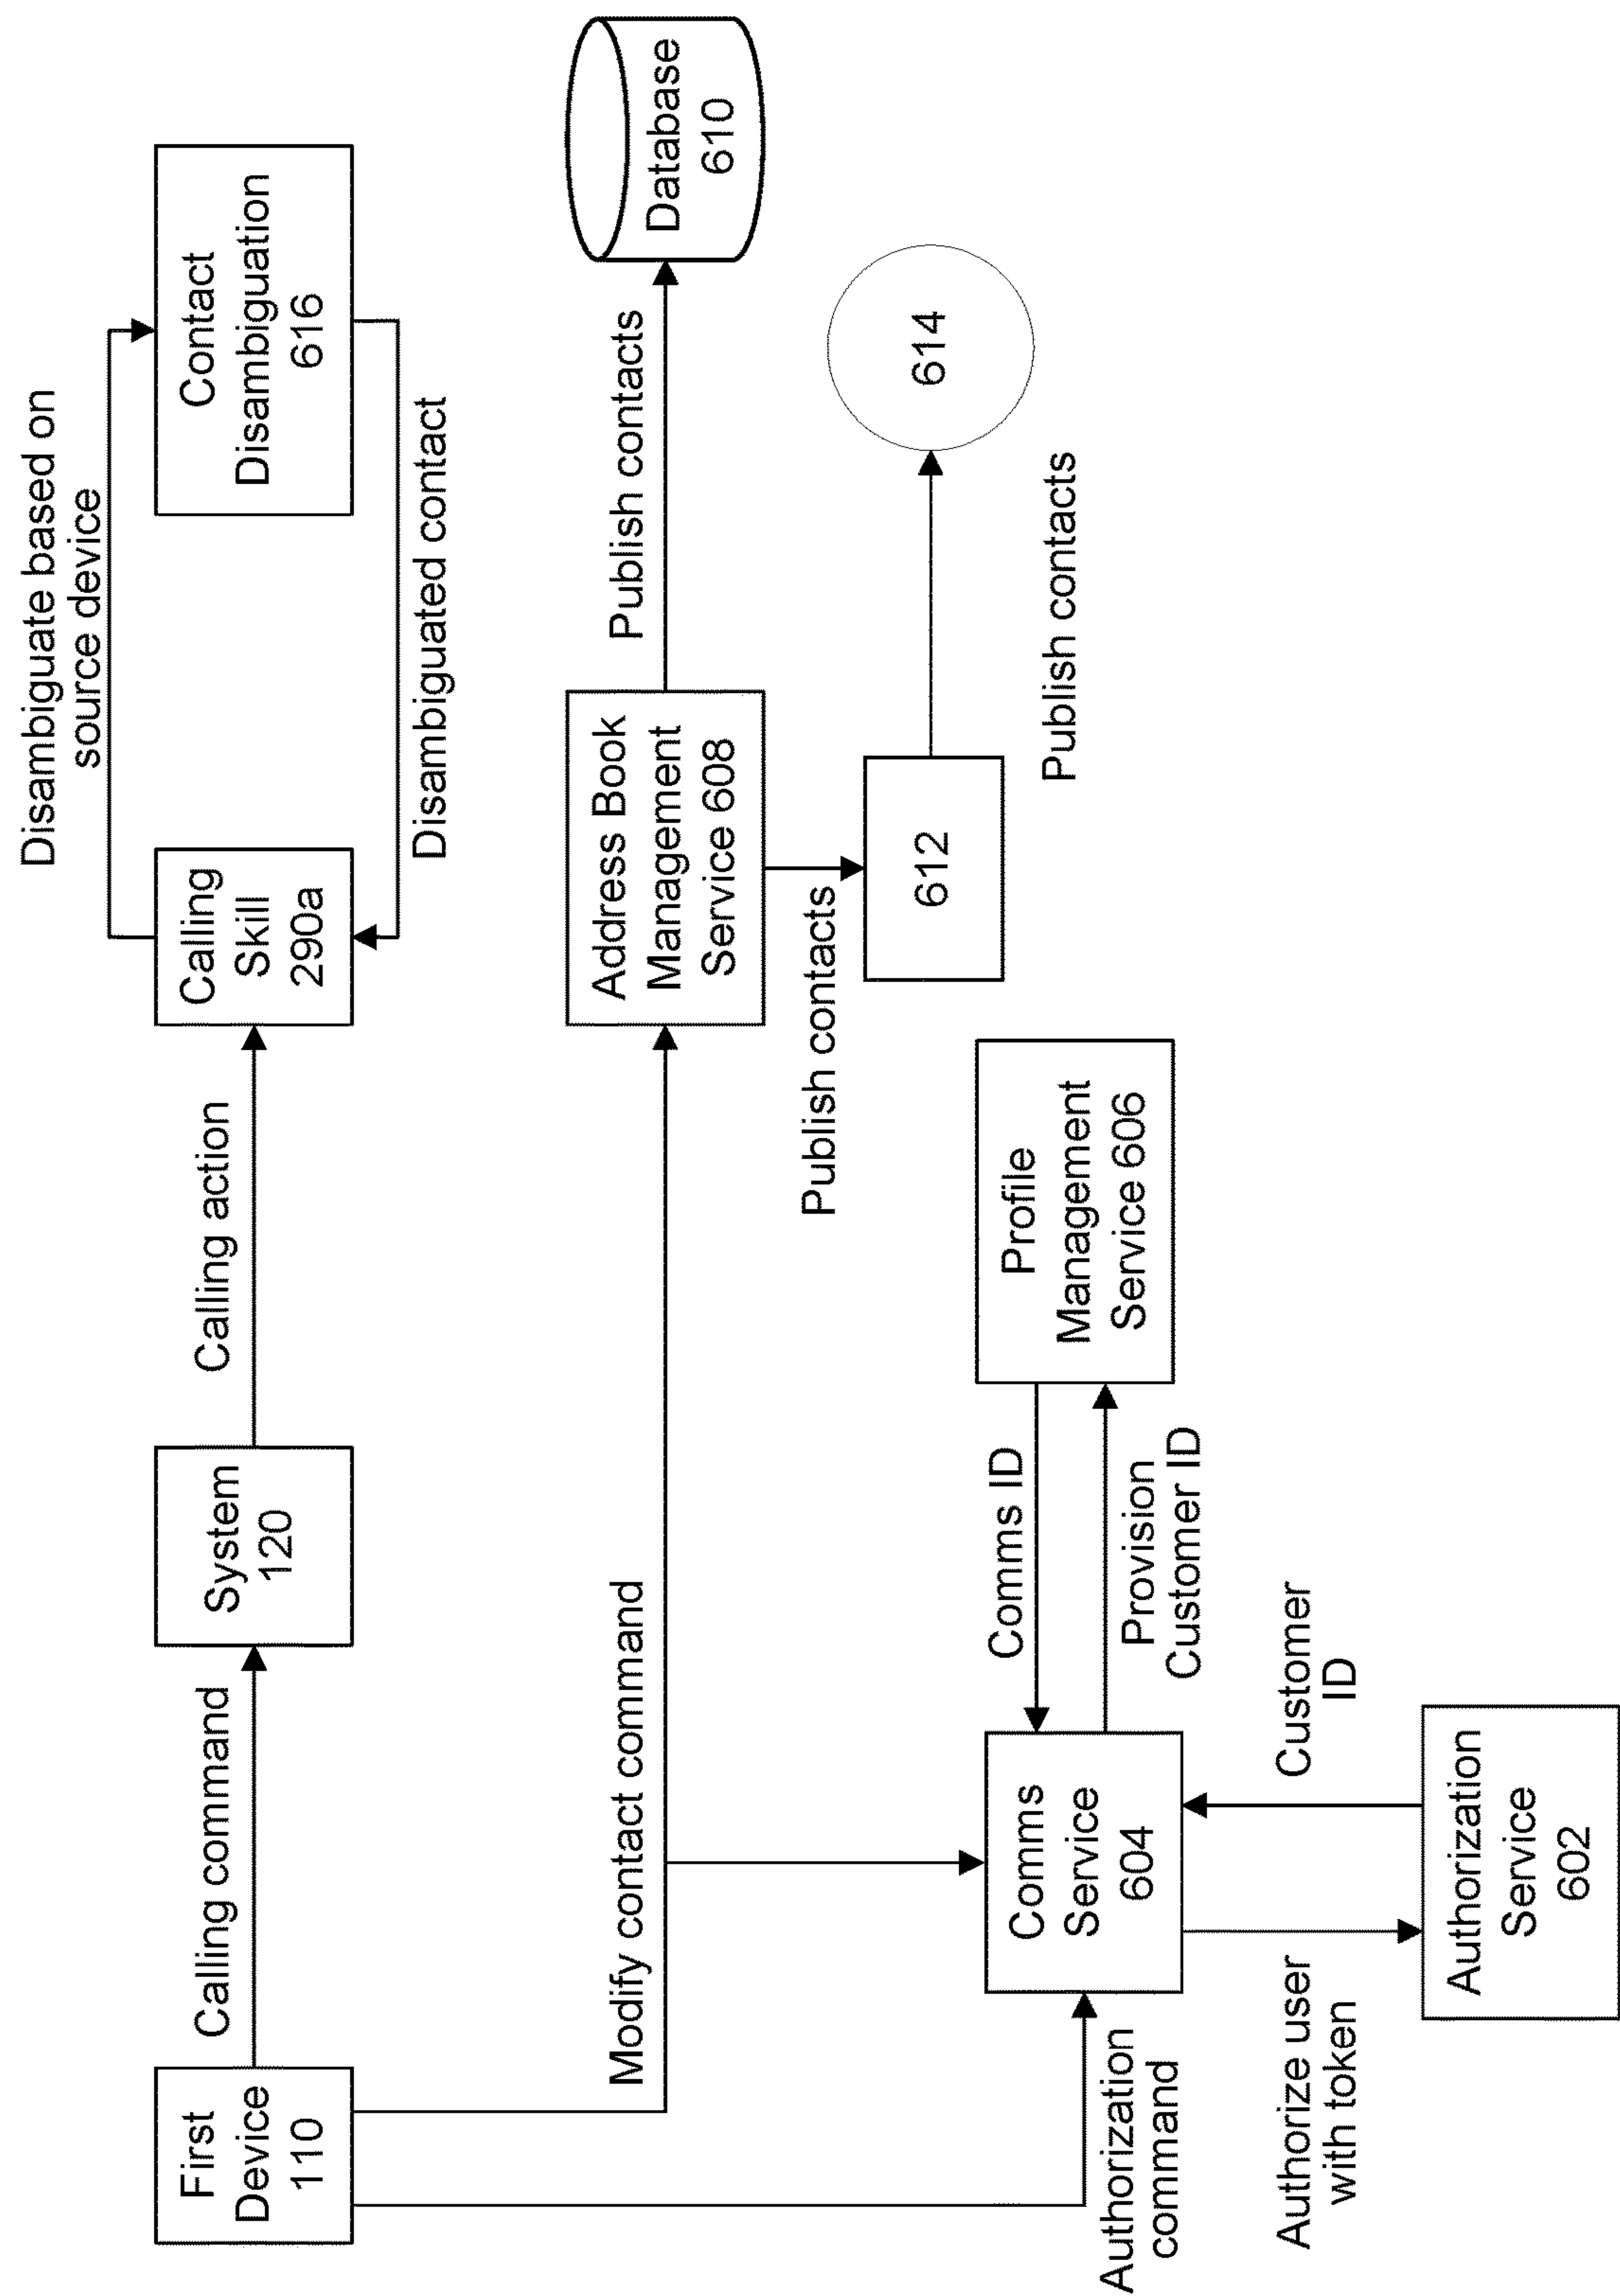 Disambiguate based on
source device
First
Device
110
Calling command
System
120
Calling action
Calling
Skill
290a
Contact
Disambiguation
616
Disambiguated contact
Modify contact command
Address Book
Management
Service 608
Publish contacts
Database
610
Publish contacts
612
614
Publish contacts
Authorization
command
Comms
Service
604
Comms ID
Provision
Customer ID
Profile
Management
Service 606
Authorize user
with token
Customer
ID
Authorization
Service
602